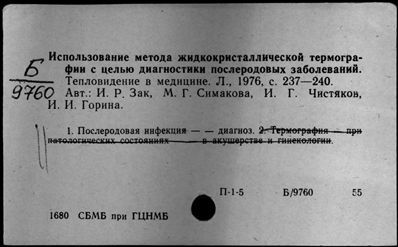 Использование метода жидкокристаллической термогра-
фии с целью диагностики послеродовых заболеваний.
Б
9760
Тепловидение в медицине. Л., 1976, с. 237—240.
Авт.: И. Р. Зак, М. Г. Симакова, И. Г. Чистяков,
И. И. Горина.
1. Послеродовая инфекция — — диагноз. 2. Термография — при
патологических состояниях — в акушерстве и гинекологии.
П-1-5 Б/9760 55
1680 СБМБ при ГЦНМБ